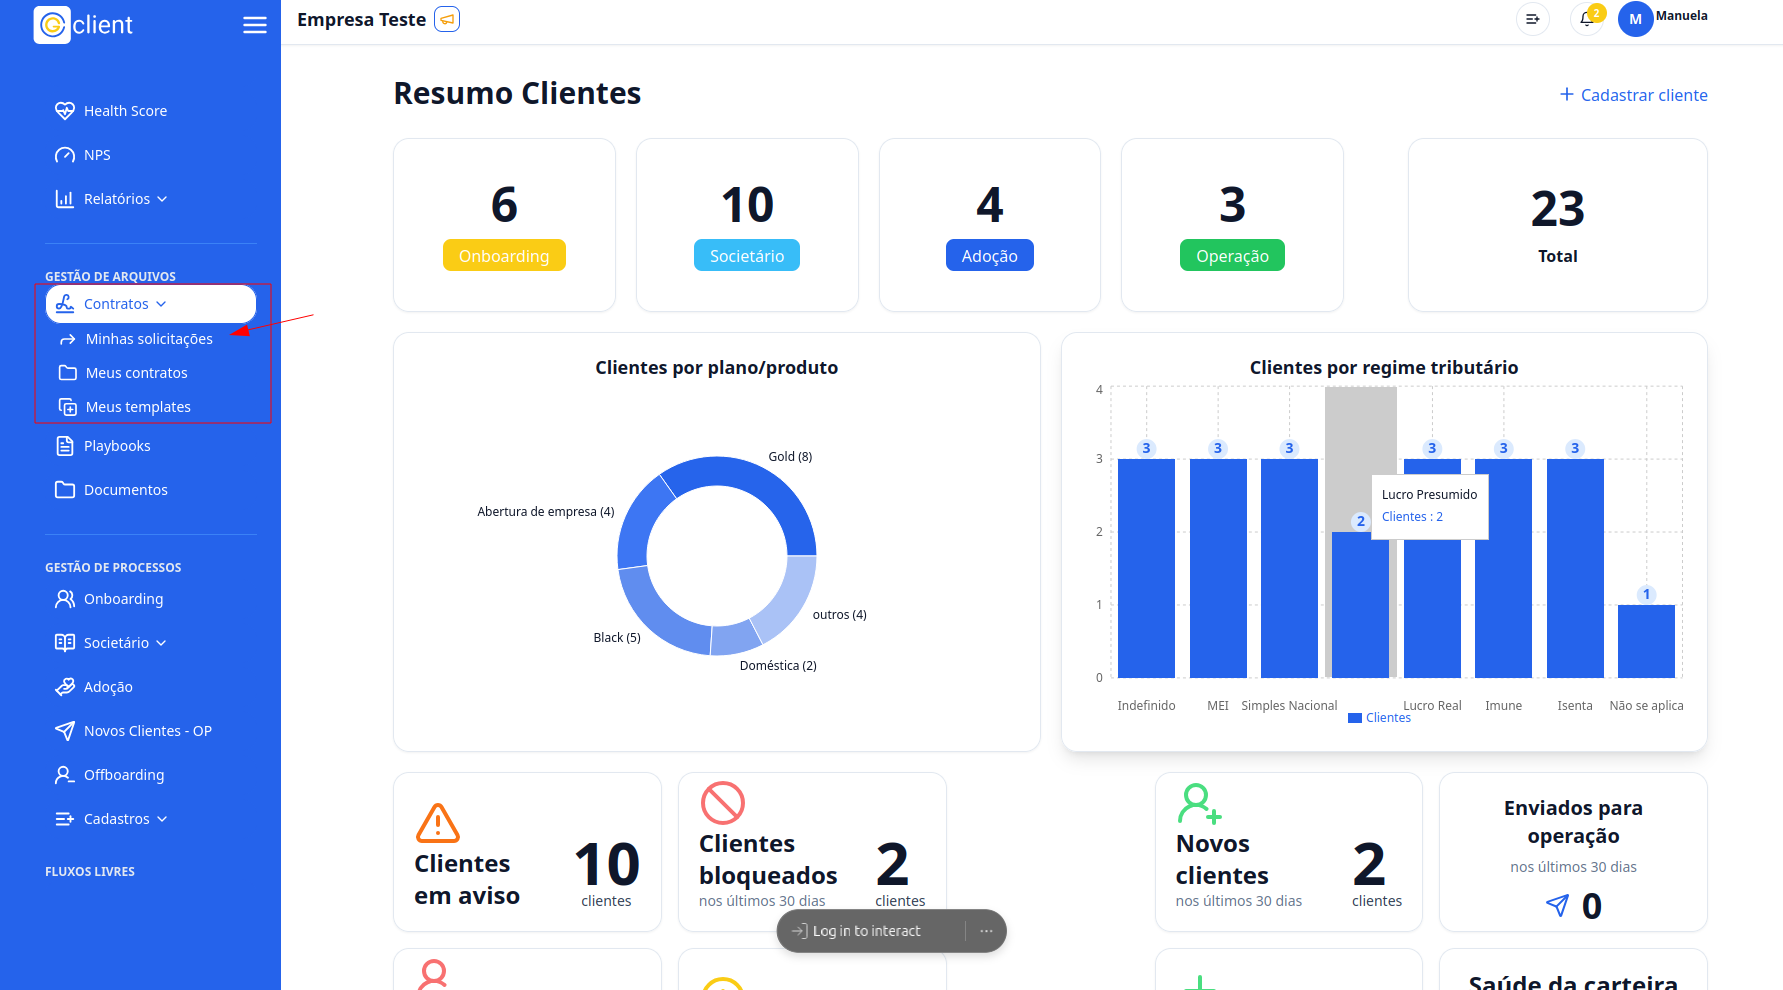 Gclient
Empresa Teste
2
M
Manuela
Health Score
NPS
Relatórios
GESTÃO DE ARQUIVOS
Contratos
Minhas solicitações
Meus contratos
Meus templates
Playbooks
Documentos
GESTÃO DE PROCESSOS
Onboarding
Societário
Adoção
Novos Clientes - OP
Offboarding
Cadastros
FLUXOS LIVRES
Resumo Clientes
Cadastrar cliente
6
Onboarding
10
Societário
4
Adoção
3
Operação
23
Total
Clientes por plano/produto
Gold (8)
Abertura de empresa (4)
outros (4)
Black (5)
Doméstica (2)
Clientes por regime tributário
4
3
2
1
0
3
3
3
2
3
3
3
1
Lucro Presumido
Clientes : 2
Indefinido
MEI
Simples Nacional
Lucro Real
Imune
Isenta
Não se aplica
Clientes
Clientes
em aviso
10
clientes
Clientes
bloqueados
nos últimos 30 dias
2
clientes
Novos
clientes
nos últimos 30 dias
2
clientes
Enviados para
operação
nos últimos 30 dias
0
Log in to interact
Saúde da carteira